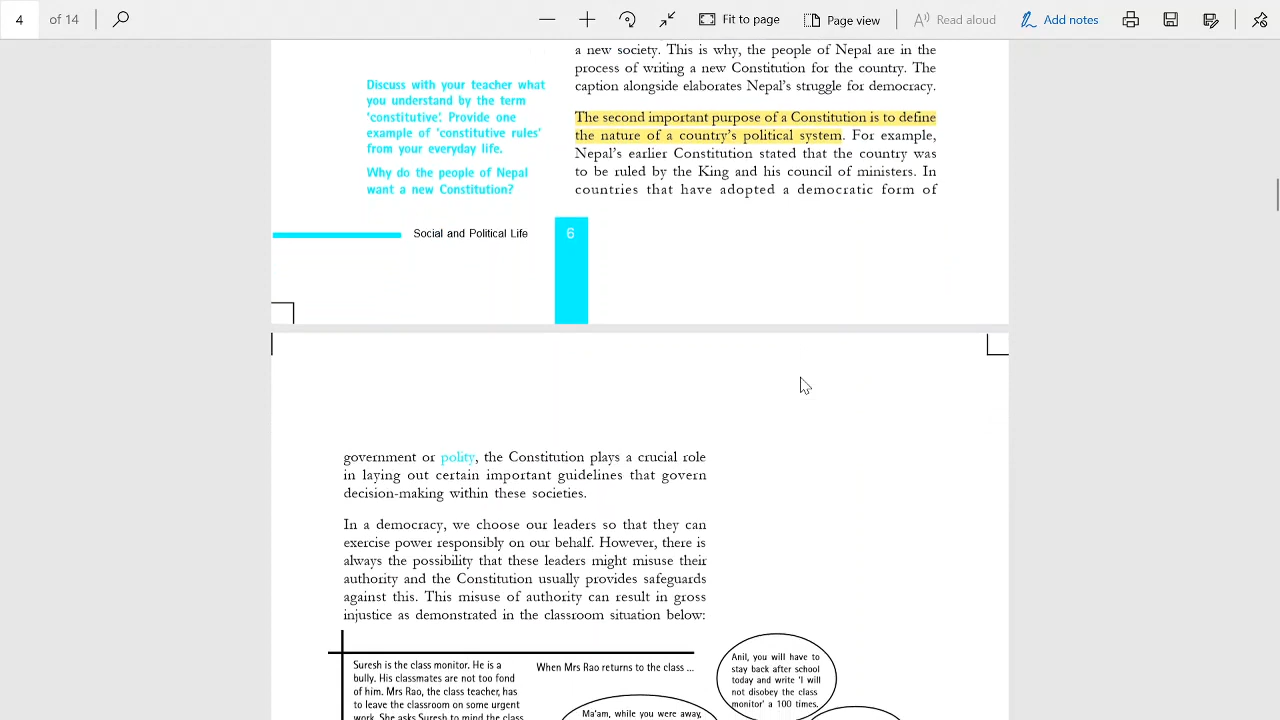 4 of 14
Fit to page
Page view
Read aloud
Add notes
a new society. This is why, the people of Nepal are in the
process of writing a new Constitution for the country. The
caption alongside elaborates Nepal's struggle for democracy.
Discuss with your teacher what
you understand by the term
'constitutive'. Provide one
example of 'constitutive rules'
from your everyday life.
Why do the people of Nepal
want a new Constitution?
The second important purpose of a Constitution is to define
the nature of a country's political system. For example,
Nepal's earlier Constitution stated that the country was
to be ruled by the King and his council of ministers. In
countries that have adopted a democratic form of
Social and Political Life
6
government or polity, the Constitution plays a crucial role
in laying out certain important guidelines that govern
decision-making within these societies.
In a democracy, we choose our leaders so that they can
exercise power responsibly on our behalf. However, there is
always the possibility that these leaders might misuse their
authority and the Constitution usually provides safeguards
against this. This misuse of authority can result in gross
injustice as demonstrated in the classroom situation below:
Suresh is the class monitor. He is a
bully. His classmates are not too fond
of him. Mrs Rao, the class teacher, has
to leave the classroom on some urgent
work. She asks Suresh to mind the class
When Mrs Rao returns to the class ...
Ma'am, while you were away,
Anil, you will have to
stay back after school
today and write 'I will
not disobey the class
monitor' a 100 times.